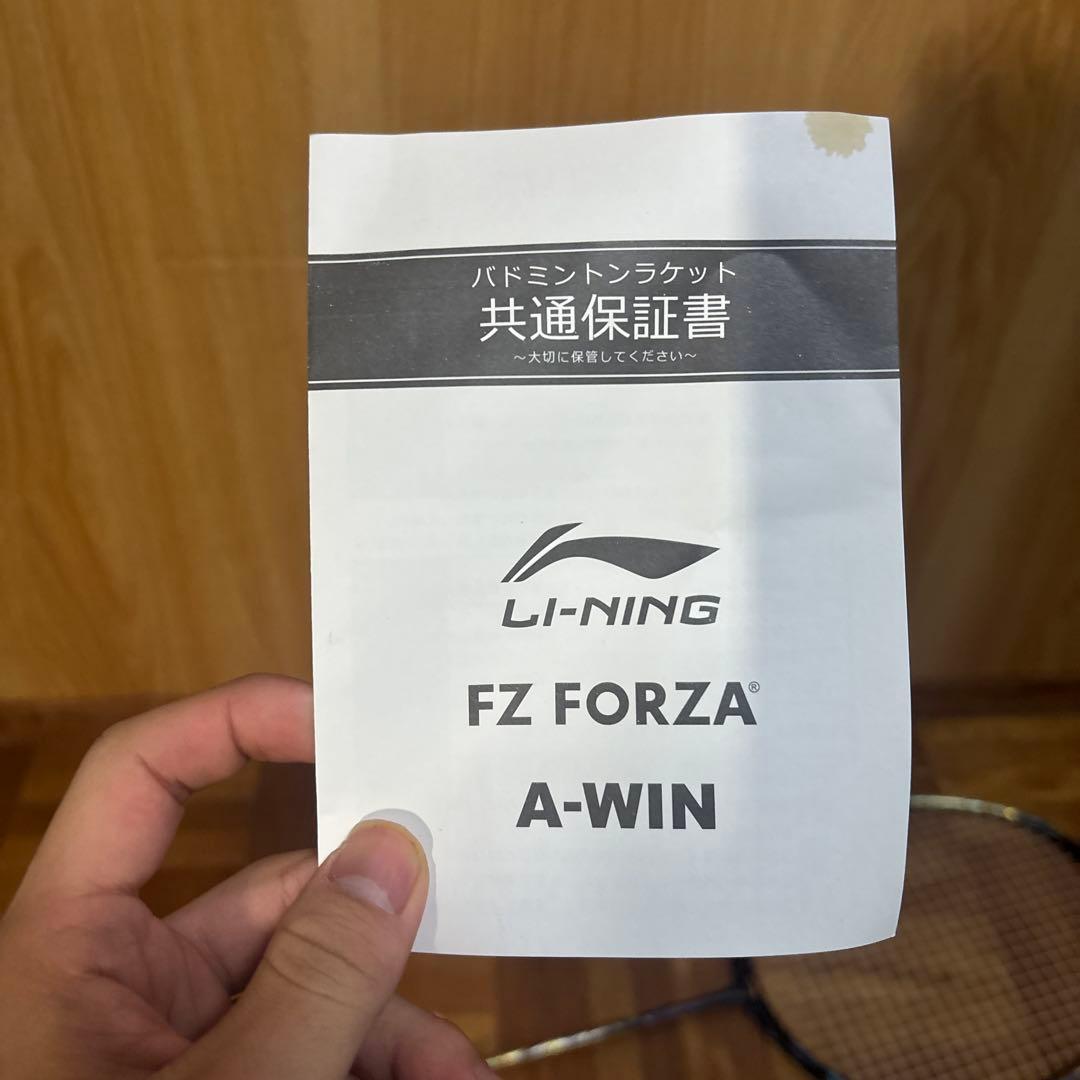 バドミントンラケット
共通保証書
～大切に保管してください～
LI-NING
FZ FORZA®
A-WIN